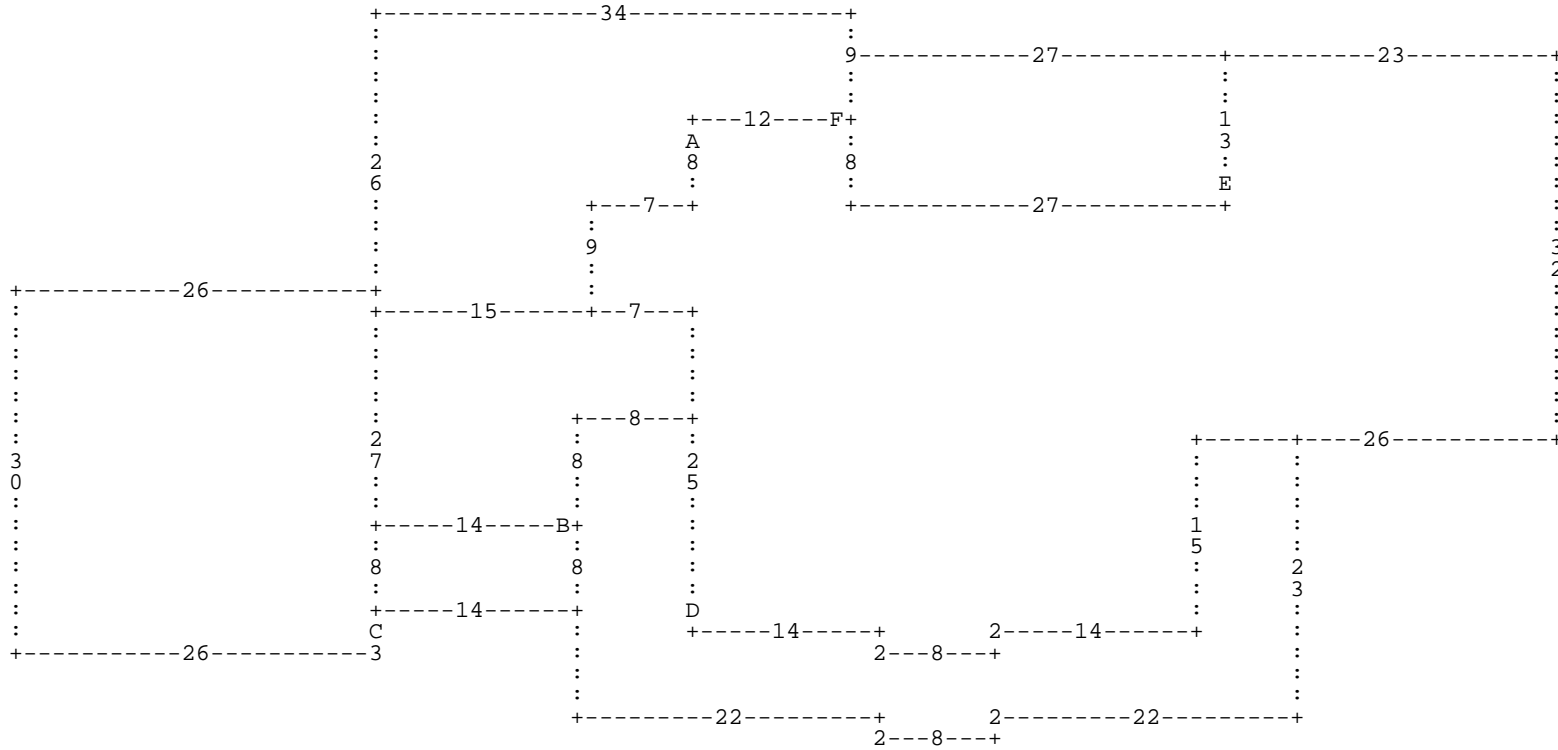 +---------------34----------------+
                         :                                :
                         :                                9------------27-----------+----------23----------+
                         :                                :                         :                      :
                         :                                :                         :                      :
                         :                     +---12----F+                         1                      :
                         :                     A          :                         3                      :
                         2                     8          8                         :                      :
                         6                     :          :                         E                      :
                         :              +---7--+          +------------27-----------+                      :
                         :              :                                                                  :
                         :              9                                                                  3
                         :              :                                                                  2
+-----------26-----------+              :                                                                  :
:                        +------15------+--7---+                                                           :
:                        :                     :                                                           :
:                        :                     :                                                           :
:                        :                     :                                                           :
:                        :                     :                                                           :
:                        :             +---8---+                                                           :
:                        2             :       :                                  +------+----26-----------+
3                        7             8       2                                  :      :
0                        :             :       5                                  :      :
:                        :             :       :                                  :      :
:                        +-----14-----B+       :                                  1      :
:                        :             :       :                                  5      :
:                        8             8       :                                  :      2
:                        :             :       :                                  :      3
:                        +-----14------+       D                                  :      :
:                        C             :       +-----14-----+       2-----14------+      :
+-----------26-----------3             :                    2---8---+                    :
                                       :                                                 :
                                       :                                                 :
                                       +---------22---------+       2---------22---------+
                                                            2---8---+